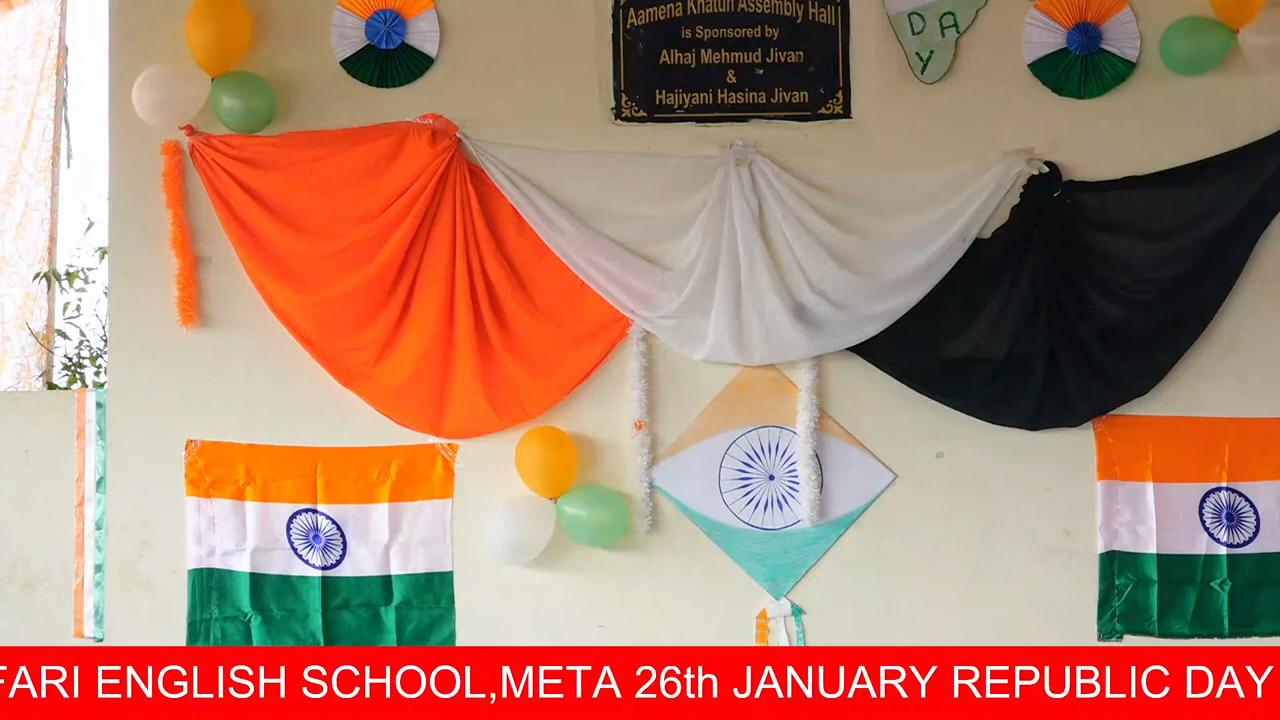 Aamena Khatun Assembly Hall
is Sponsored by
Alhaj Mehmud Jivan
&
Hajiyani Hasina Jivan
DAY
FARI ENGLISH SCHOOL,META 26th JANUARY REPUBLIC DAY